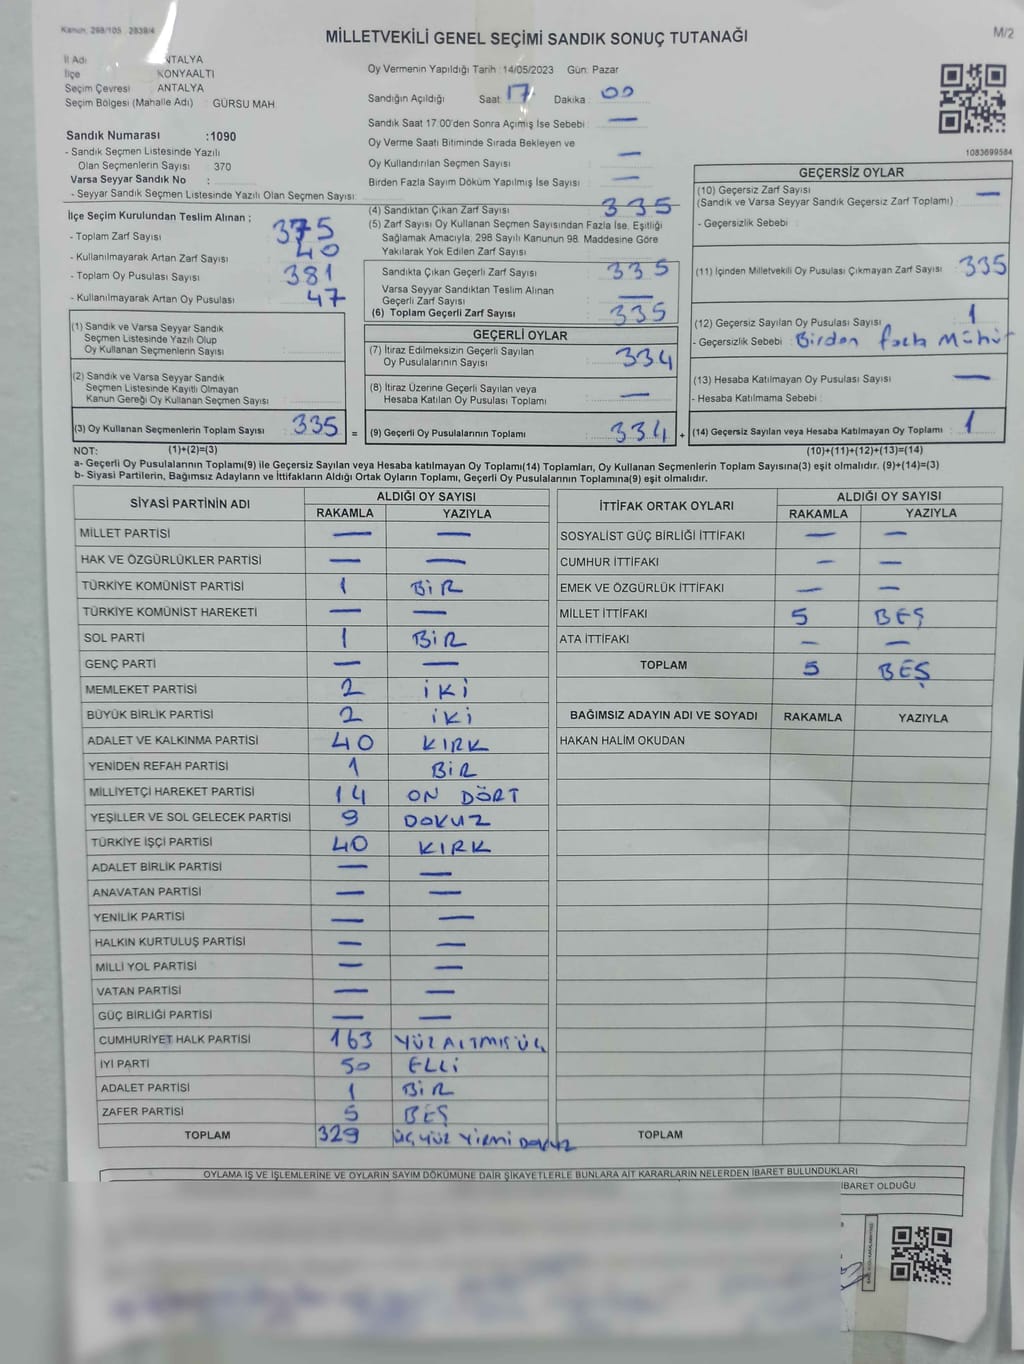 Kanun, 298/105 , 2839/4
MİLLETVEKİLİ GENEL SEÇİMİ SANDIK SONUÇ TUTANAĞI
M/2
İl Adı NTALYA
İlçe KONYAALTI
Seçim Çevresi ANTALYA
Seçim Bölgesi (Mahalle Adı) : GÜRSU MAH.
Oy Vermenin Yapıldığı Tarih :14/05/2023 Gün: Pazar
Sandığın Açıldığı Saat 17 Dakika : 00
Sandık Saat 17:00'den Sonra Açmış İse Sebebi : —
Oy Verme Saati Bitiminde Sırada Bekleyen ve
Oy Kullandırılan Seçmen Sayısı : —
Birden Fazla Sayım Döküm Yapılmış İse Sayısı : —
1083699584
Sandık Numarası :1090
- Sandık Seçmen Listesinde Yazılı
Olan Seçmenlerin Sayısı : 370
Varsa Seyyar Sandık No :
- Seyyar Sandık Seçmen Listesinde Yazılı Olan Seçmen Sayısı:
İlçe Seçim Kurulundan Teslim Alınan ;
- Toplam Zarf Sayısı 375
- Kullanılmayarak Artan Zarf Sayısı : 40
- Toplam Oy Pusulası Sayısı : 381
- Kullanılmayarak Artan Oy Pusulası : 47
(4) Sandıktan Çıkan Zarf Sayısı 335
(5) Zarf Sayısı Oy Kullanan Seçmen Sayısından Fazla İse, Eşitliği
Sağlamak Amacıyla, 298 Sayılı Kanunun 98. Maddesine Göre
Yakılarak Yok Edilen Zarf Sayısı :
Sandıkta Çıkan Geçerli Zarf Sayısı : 335
Varsa Seyyar Sandıktan Teslim Alınan
Geçerli Zarf Sayısı : —
(6) Toplam Geçerli Zarf Sayısı : 335
GEÇERSİZ OYLAR
(10) Geçersiz Zarf Sayısı : —
(Sandık ve Varsa Seyyar Sandık Geçersiz Zarf Toplamı)
- Geçersizlik Sebebi :
(11) İçinden Milletvekili Oy Pusulası Çıkmayan Zarf Sayısı : 335
(12) Geçersiz Sayılan Oy Pusulası Sayısı : 1
- Geçersizlik Sebebi : Birden fazla Mühür
(13) Hesaba Katılmayan Oy Pusulası Sayısı : —
- Hesaba Katılmama Sebebi :
(14) Geçersiz Sayılan veya Hesaba Katılmayan Oy Toplamı : 1
(1) Sandık ve Varsa Seyyar Sandık
Seçmen Listesinde Yazılı Olup
Oy Kullanan Seçmenlerin Sayısı :
(2) Sandık ve Varsa Seyyar Sandık
Seçmen Listesinde Kayıtlı Olmayan
Kanun Gereği Oy Kullanan Seçmen Sayısı :
(3) Oy Kullanan Seçmenlerin Toplam Sayısı : 335 =
GEÇERLİ OYLAR
(7) İtiraz Edilmeksizin Geçerli Sayılan
Oy Pusulalarının Sayısı : 334
(8) İtiraz Üzerine Geçerli Sayılan veya
Hesaba Katılan Oy Pusulası Toplamı : —
(9) Geçerli Oy Pusulalarının Toplamı : 334 +
NOT: (1)+(2)=(3)
(10)+(11)+(12)+(13)=(14)
a- Geçerli Oy Pusulalarının Toplamı(9) ile Geçersiz Sayılan veya Hesaba katılmayan Oy Toplamı(14) Toplamları, Oy Kullanan Seçmenlerin Toplam Sayısına(3) eşit olmalıdır. (9)+(14)=(3)
b- Siyasi Partilerin, Bağımsız Adayların ve İttifakların Aldığı Ortak Oyların Toplamı, Geçerli Oy Pusulalarının Toplamına(9) eşit olmalıdır.
SİYASİ PARTİNİN ADI ALDIĞI OY SAYISI
RAKAMLA YAZIYLA
MİLLET PARTİSİ — —
HAK VE ÖZGÜRLÜKLER PARTİSİ — —
TÜRKİYE KOMÜNİST PARTİSİ 1 BİR
TÜRKİYE KOMÜNİST HAREKETİ — —
SOL PARTİ 1 BİR
GENÇ PARTİ — —
MEMLEKET PARTİSİ 2 İKİ
BÜYÜK BİRLİK PARTİSİ 2 İKİ
ADALET VE KALKINMA PARTİSİ 40 KIRK
YENİDEN REFAH PARTİSİ 1 BİR
MİLLİYETÇİ HAREKET PARTİSİ 14 ON DÖRT
YEŞİLLER VE SOL GELECEK PARTİSİ 9 DOKUZ
TÜRKİYE İŞÇİ PARTİSİ 40 KIRK
ADALET BİRLİK PARTİSİ — —
ANAVATAN PARTİSİ — —
YENİLİK PARTİSİ — —
HALKIN KURTULUŞ PARTİSİ — —
MİLLİ YOL PARTİSİ — —
VATAN PARTİSİ — —
GÜÇ BİRLİĞİ PARTİSİ — —
CUMHURİYET HALK PARTİSİ 163 YÜZ ALTMIŞ ÜÇ
İYİ PARTİ 50 ELLİ
ADALET PARTİSİ 1 BİR
ZAFER PARTİSİ 5 BEŞ
TOPLAM 329 ÜÇYÜZ YİRMİ DOKUZ
İTTİFAK ORTAK OYLARI ALDIĞI OY SAYISI
RAKAMLA YAZIYLA
SOSYALİST GÜÇ BİRLİĞİ İTTİFAKI — —
CUMHUR İTTİFAKI — —
EMEK VE ÖZGÜRLÜK İTTİFAKI — —
MİLLET İTTİFAKI 5 BEŞ
ATA İTTİFAKI — —
TOPLAM 5 BEŞ
BAĞIMSIZ ADAYIN ADI VE SOYADI RAKAMLA YAZIYLA
HAKAN HALİM OKUDAN
TOPLAM
OYLAMA İŞ VE İŞLEMLERİNE VE OYLARIN SAYIM DÖKÜMÜNE DAİR ŞİKAYETLERLE BUNLARA AİT KARARLARIN NELERDEN İBARET BULUNDUKLARI
İBARET OLDUĞU